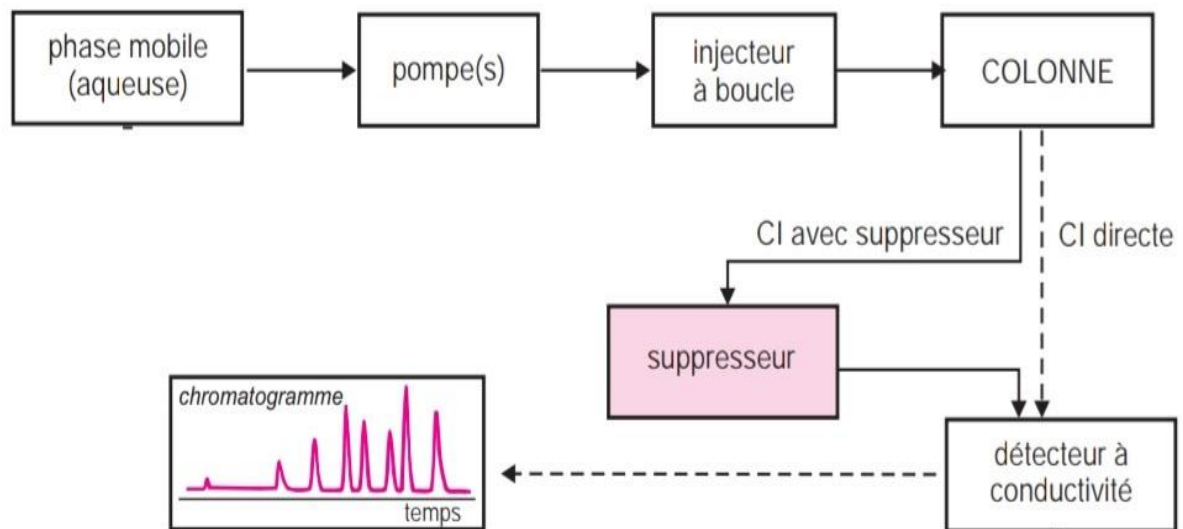 phase mobile
(aqueuse)
pompe(s)
injecteur
à boucle
COLONNE
CI avec suppresseur
CI directe
suppresseur
chromatogramme
temps
détecteur à
conductivité